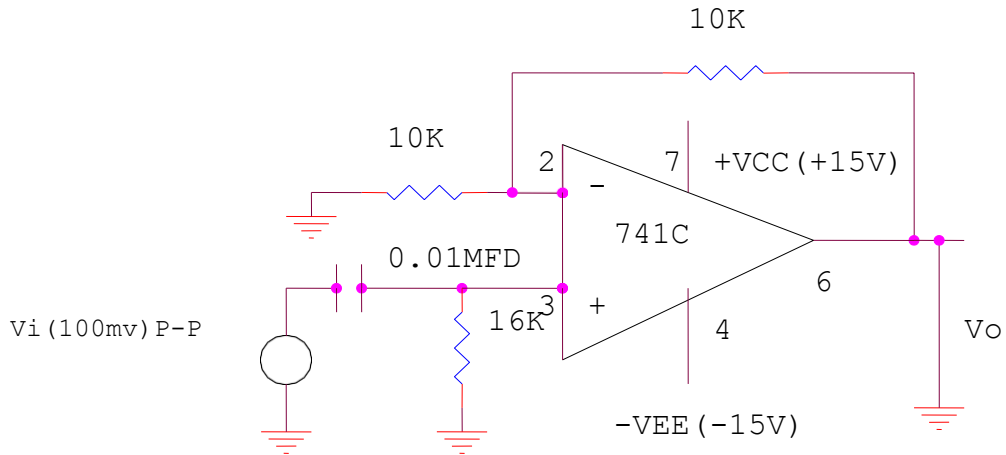 10K
10K
2
7
+VCC(+15V)
-
741C
0.01MFD
6
3
+
16K
4
Vi(100mv)P-P
Vo
-VEE(-15V)